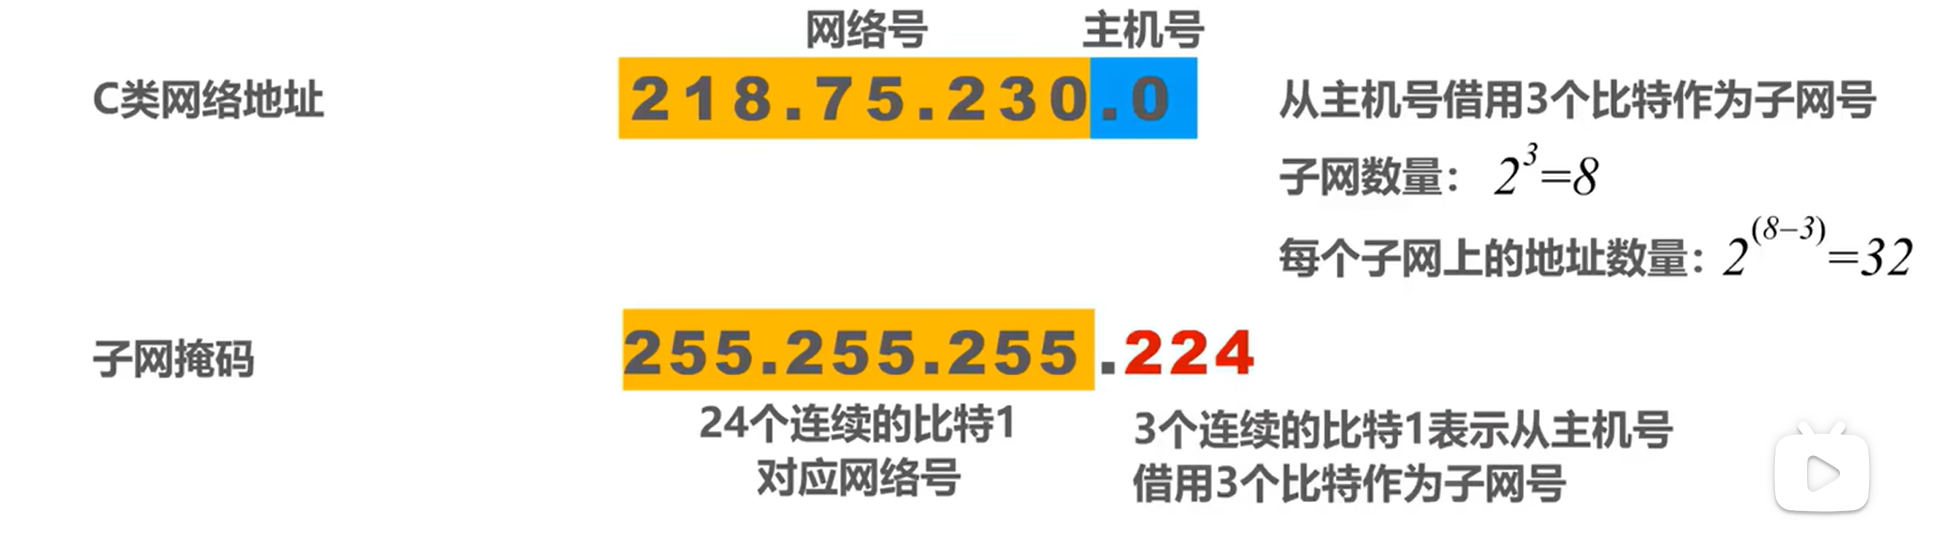 网络号 主机号
C类网络地址 218.75.230.0 从主机号借用3个比特作为子网号
子网数量： 2^3=8
每个子网上的地址数量：2^(8-3)=32
子网掩码 255.255.255.224
24个连续的比特1
对应网络号
3个连续的比特1表示从主机号
借用3个比特作为子网号